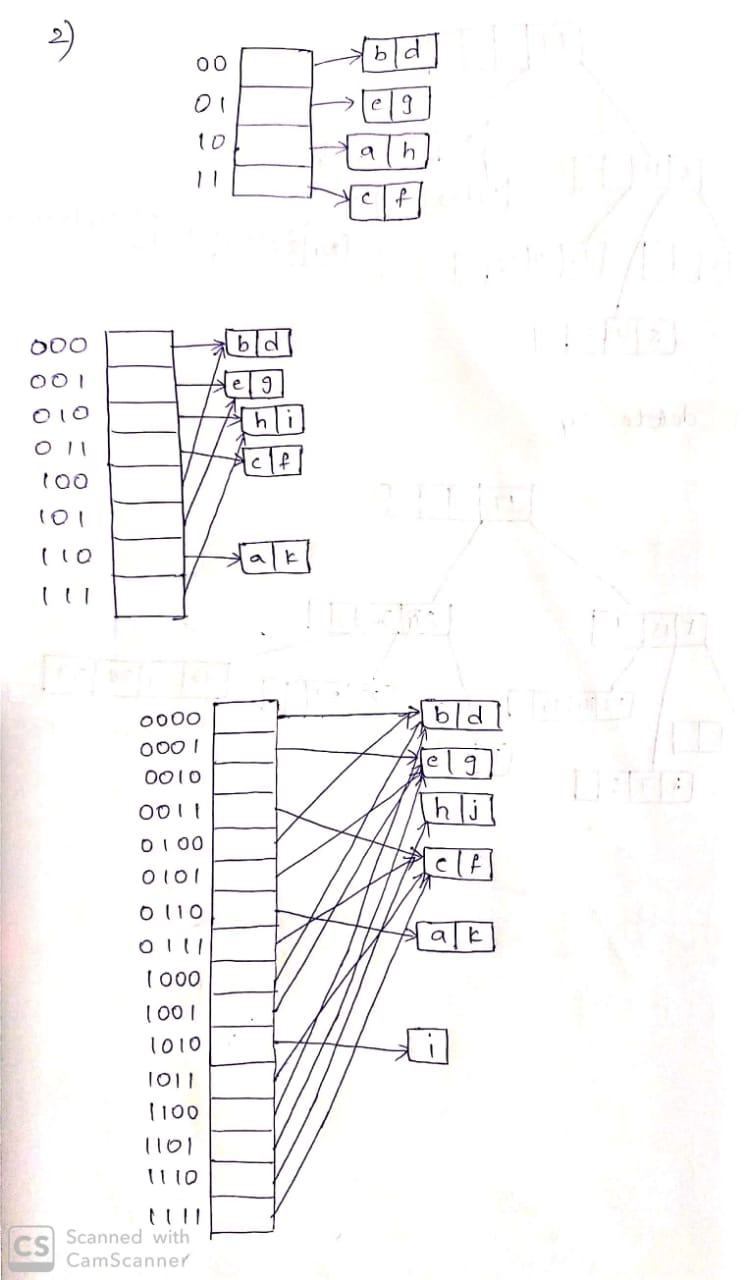 2)
00 b d
01 e g
10 a h
11 c f
000 b d
001 e g
010 h i
011 c f
100
101
110 a k
111
0000 b d
0001 e g
0010 h j
0011
0100 c f
0101
0110 a k
0111
1000
1001
1010 i
1011
1100
1101
1110
1111
CS Scanned with
CamScanner